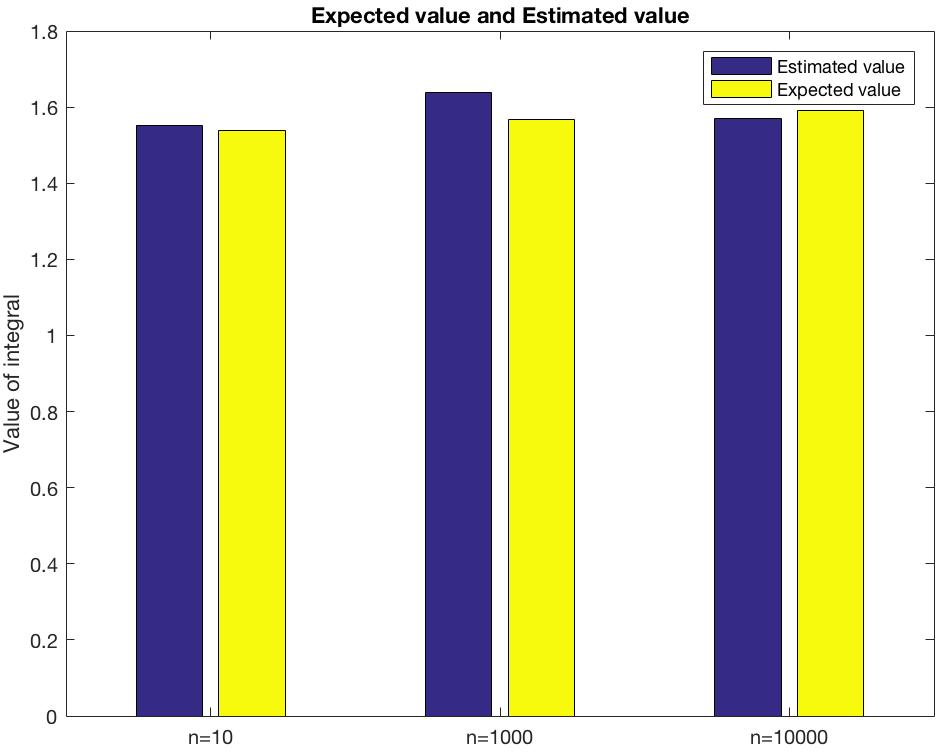 Expected value and Estimated value
Estimated value
Expected value
Value of integral
1.8
1.6
1.4
1.2
1
0.8
0.6
0.4
0.2
0
n=10
n=1000
n=10000